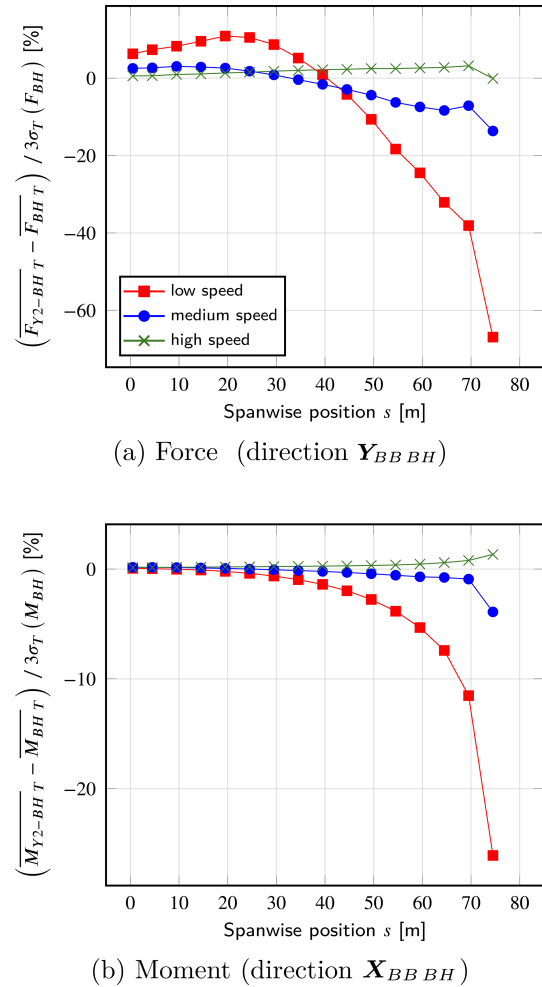 (F_{Y2−BH T} − F_{BH T}) / 3σ_T (F_{BH}) [%]
0
−20
−40
−60
low speed
medium speed
high speed
0 10 20 30 40 50 60 70 80
Spanwise position s [m]
(a) Force (direction Y_{BB BH})
(M_{Y2−BH T} − M_{BH T}) / 3σ_T (M_{BH}) [%]
0
−10
−20
0 10 20 30 40 50 60 70 80
Spanwise position s [m]
(b) Moment (direction X_{BB BH})